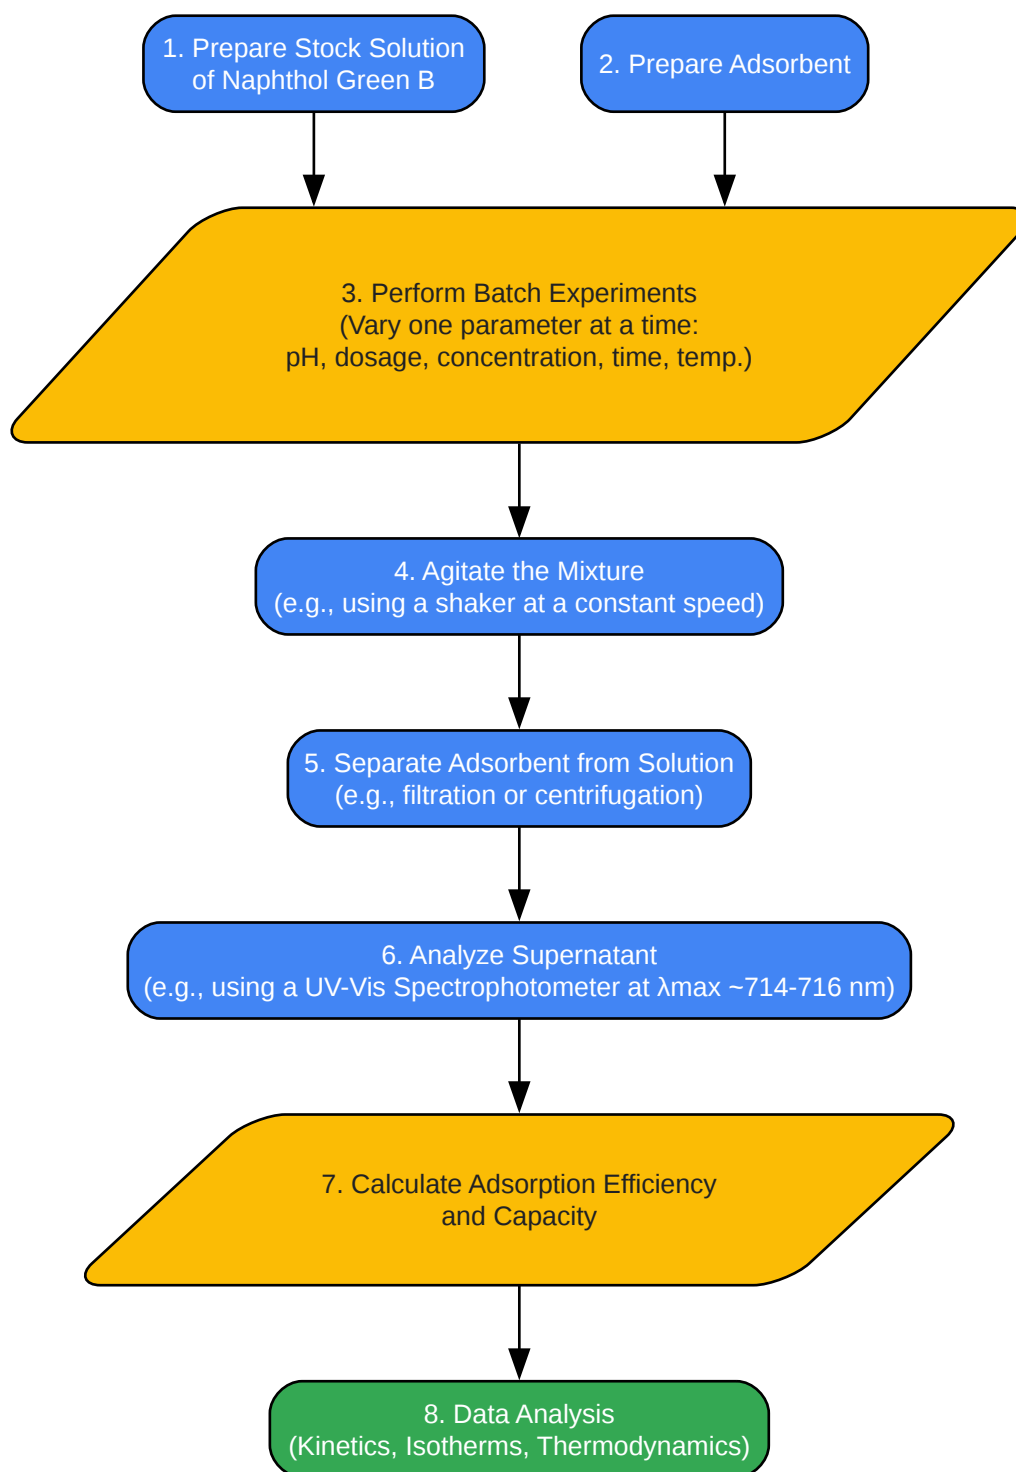 1. Prepare Stock Solution
of Naphthol Green B
2. Prepare Adsorbent
3. Perform Batch Experiments
(Vary one parameter at a time:
pH, dosage, concentration, time, temp.)
4. Agitate the Mixture
(e.g., using a shaker at a constant speed)
5. Separate Adsorbent from Solution
(e.g., filtration or centrifugation)
6. Analyze Supernatant
(e.g., using a UV-Vis Spectrophotometer at λmax ~714-716 nm)
7. Calculate Adsorption Efficiency
and Capacity
8. Data Analysis
(Kinetics, Isotherms, Thermodynamics)